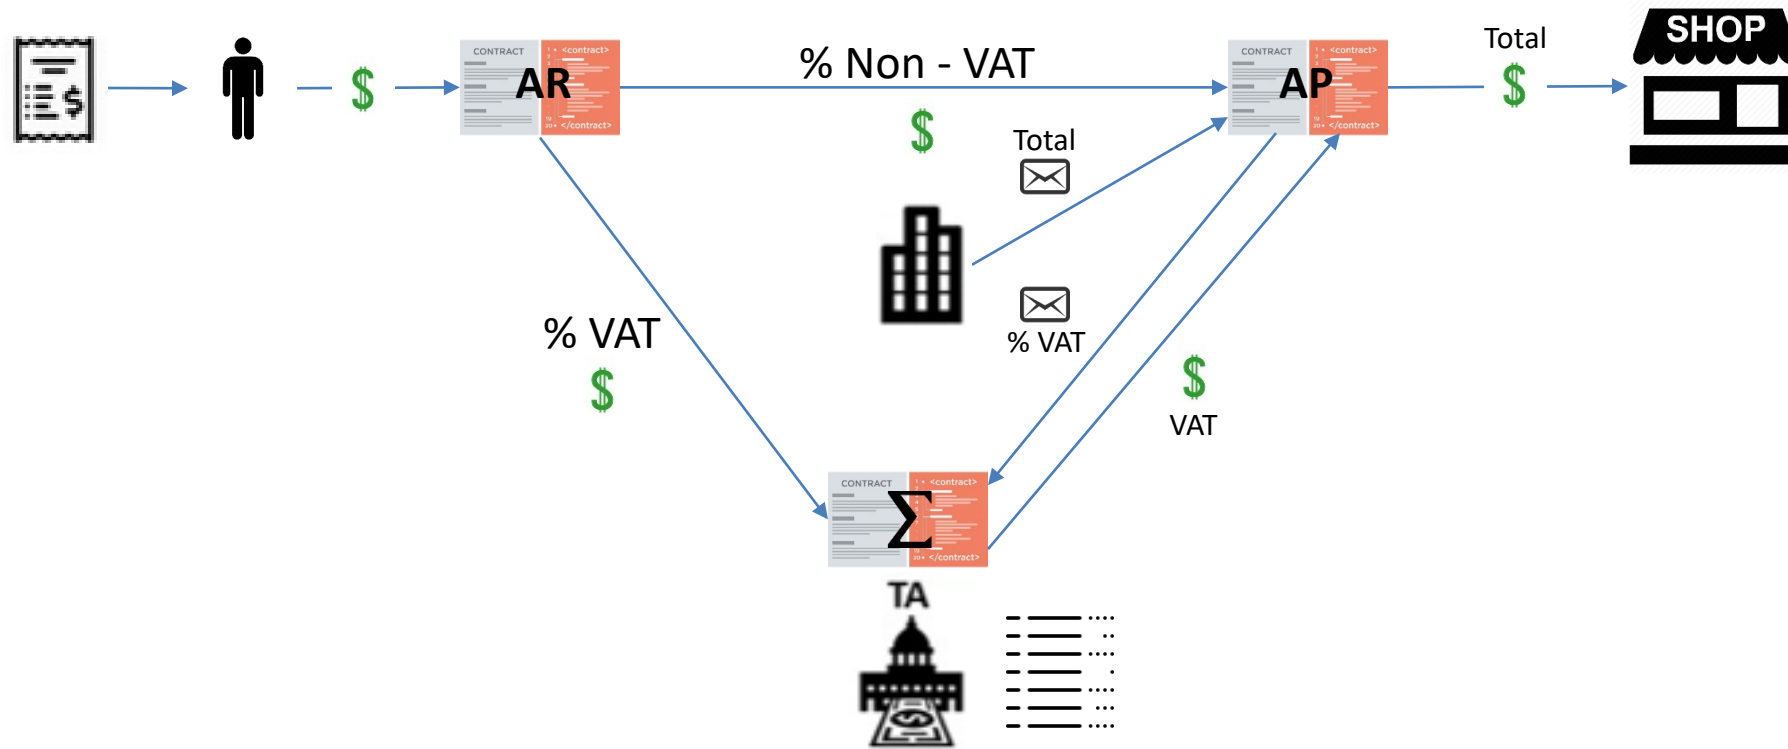 CONTRACT
<contract>
AR
</contract>
% Non - VAT
CONTRACT
<contract>
AP
</contract>
Total
$
SHOP
$
$
$
Total
% VAT
$
% VAT
$
VAT
CONTRACT
<contract>
Σ
</contract>
TA